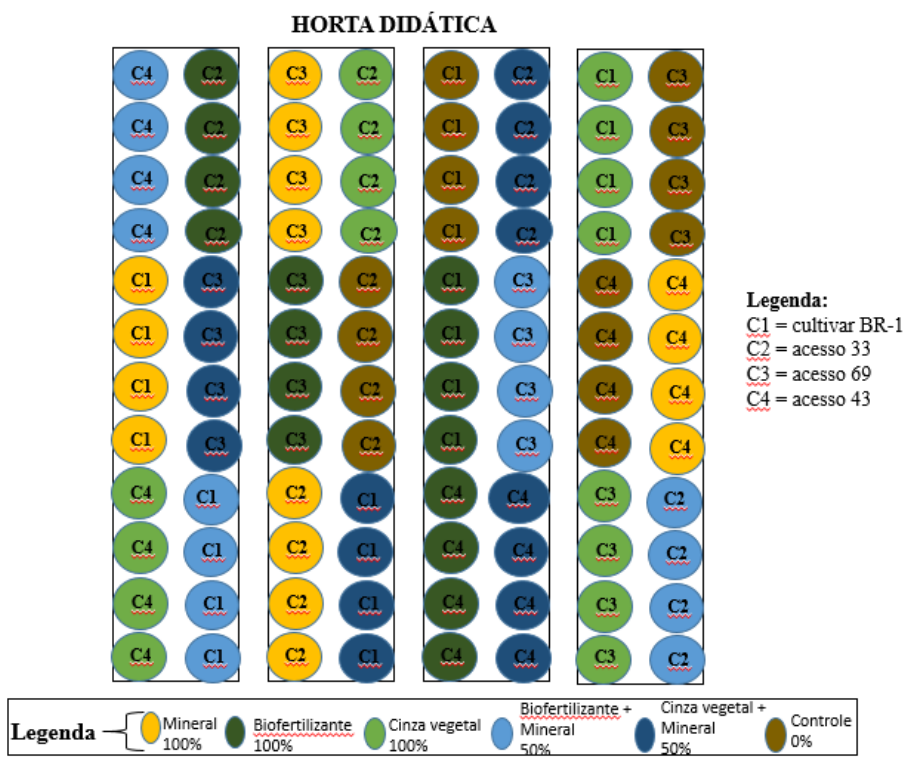 HORTA DIDÁTICA
C4 C2 C3 C2 C1 C2 C1 C3
C4 C2 C3 C2 C1 C2 C1 C3
C4 C2 C3 C2 C1 C2 C1 C3
C4 C2 C3 C2 C1 C2 C1 C3
C1 C3 C3 C2 C1 C3 C4 C4
C1 C3 C3 C2 C1 C3 C4 C4
C1 C3 C3 C2 C1 C3 C4 C4
C1 C3 C3 C2 C1 C3 C4 C4
C4 C1 C2 C1 C4 C4 C3 C2
C4 C1 C2 C1 C4 C4 C3 C2
C4 C1 C2 C1 C4 C4 C3 C2
C4 C1 C2 C1 C4 C4 C3 C2
Legenda:
C1 = cultivar BR-1
C2 = acesso 33
C3 = acesso 69
C4 = acesso 43
Legenda
Mineral
100%
Biofertilizante
100%
Cinza vegetal
100%
Biofertilizante +
Mineral
50%
Cinza vegetal +
Mineral
50%
Controle
0%